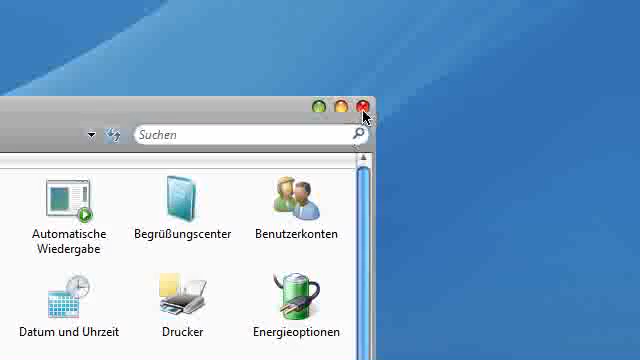 Suchen
Automatische
Wiedergabe
Begrüßungscenter
Benutzerkonten
Datum und Uhrzeit
Drucker
Energieoptionen